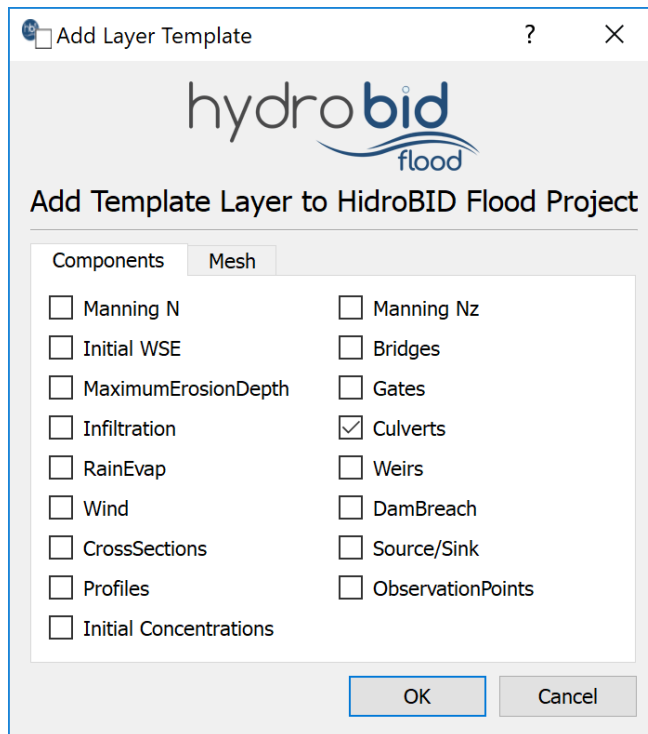 Add Layer Template
?
hydrobid
flood
Add Template Layer to HidroBID Flood Project
Components Mesh
Manning N Manning Nz
Initial WSE Bridges
MaximumErosionDepth Gates
Infiltration Culverts
RainEvap Weirs
Wind DamBreach
CrossSections Source/Sink
Profiles ObservationPoints
Initial Concentrations
OK Cancel